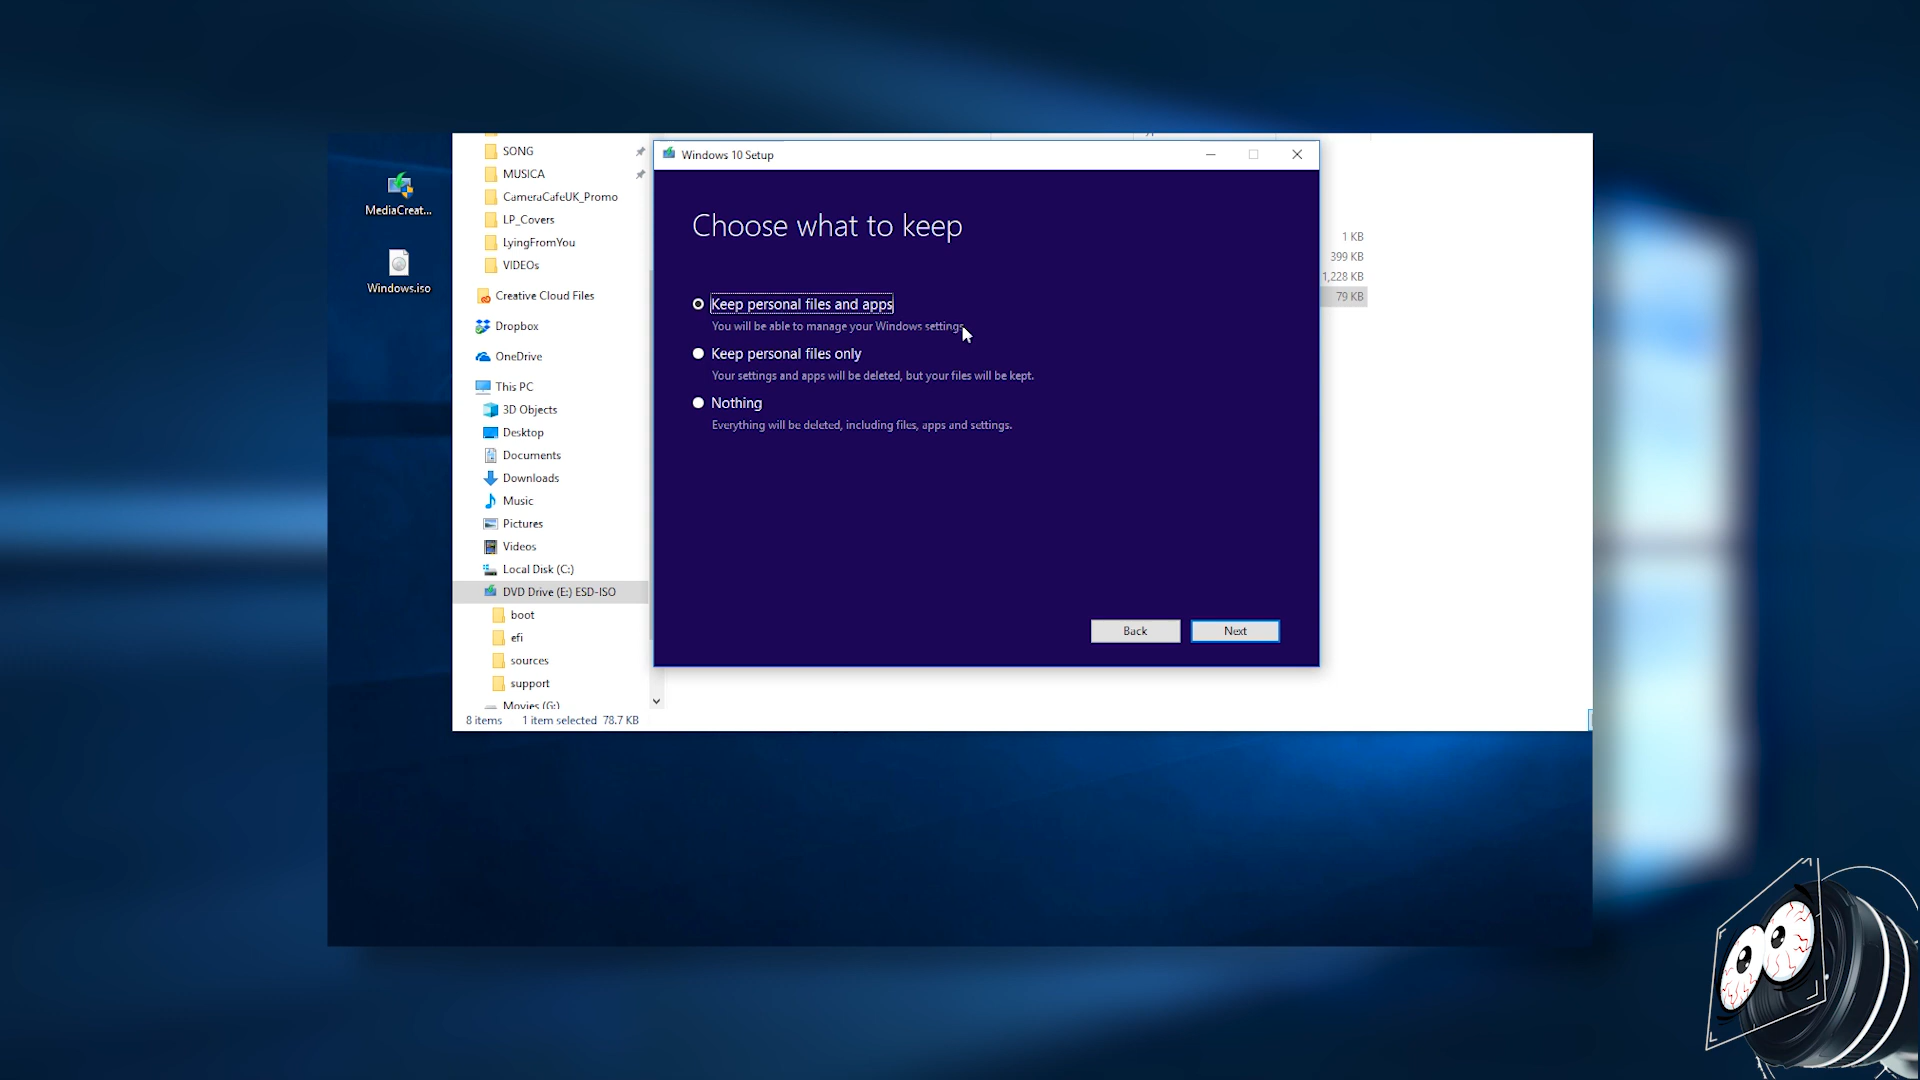 MediaCreat...
Windows.iso
SONG
MUSICA
CameraCafeUK_Promo
LP_Covers
LyingFromYou
VIDEOs
Creative Cloud Files
Dropbox
OneDrive
This PC
3D Objects
Desktop
Documents
Downloads
Music
Pictures
Videos
Local Disk (C:)
DVD Drive (E:) ESD-ISO
boot
efi
sources
support
Movies (G:)
8 items 1 item selected 78.7 KB
Windows 10 Setup
Choose what to keep
Keep personal files and apps
You will be able to manage your Windows settings
Keep personal files only
Your settings and apps will be deleted, but your files will be kept.
Nothing
Everything will be deleted, including files, apps and settings.
Back Next
1 KB
399 KB
1,228 KB
79 KB